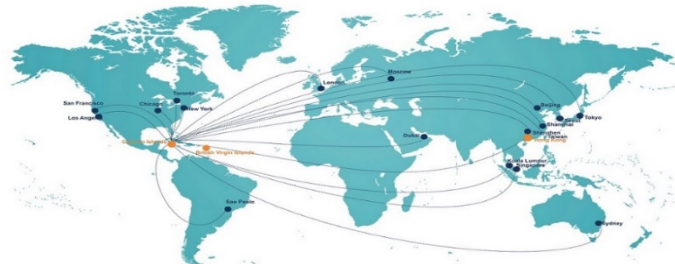 Moscow
London
Toronto
San Francisco
Chicago
New York
Los Angeles
Beijing
Tokyo
Seoul
Shanghai
Shenzhen
Taiwan
Hong Kong
Dubai
British Virgin Islands
Kuala Lumpur
Singapore
Sao Paulo
Sydney